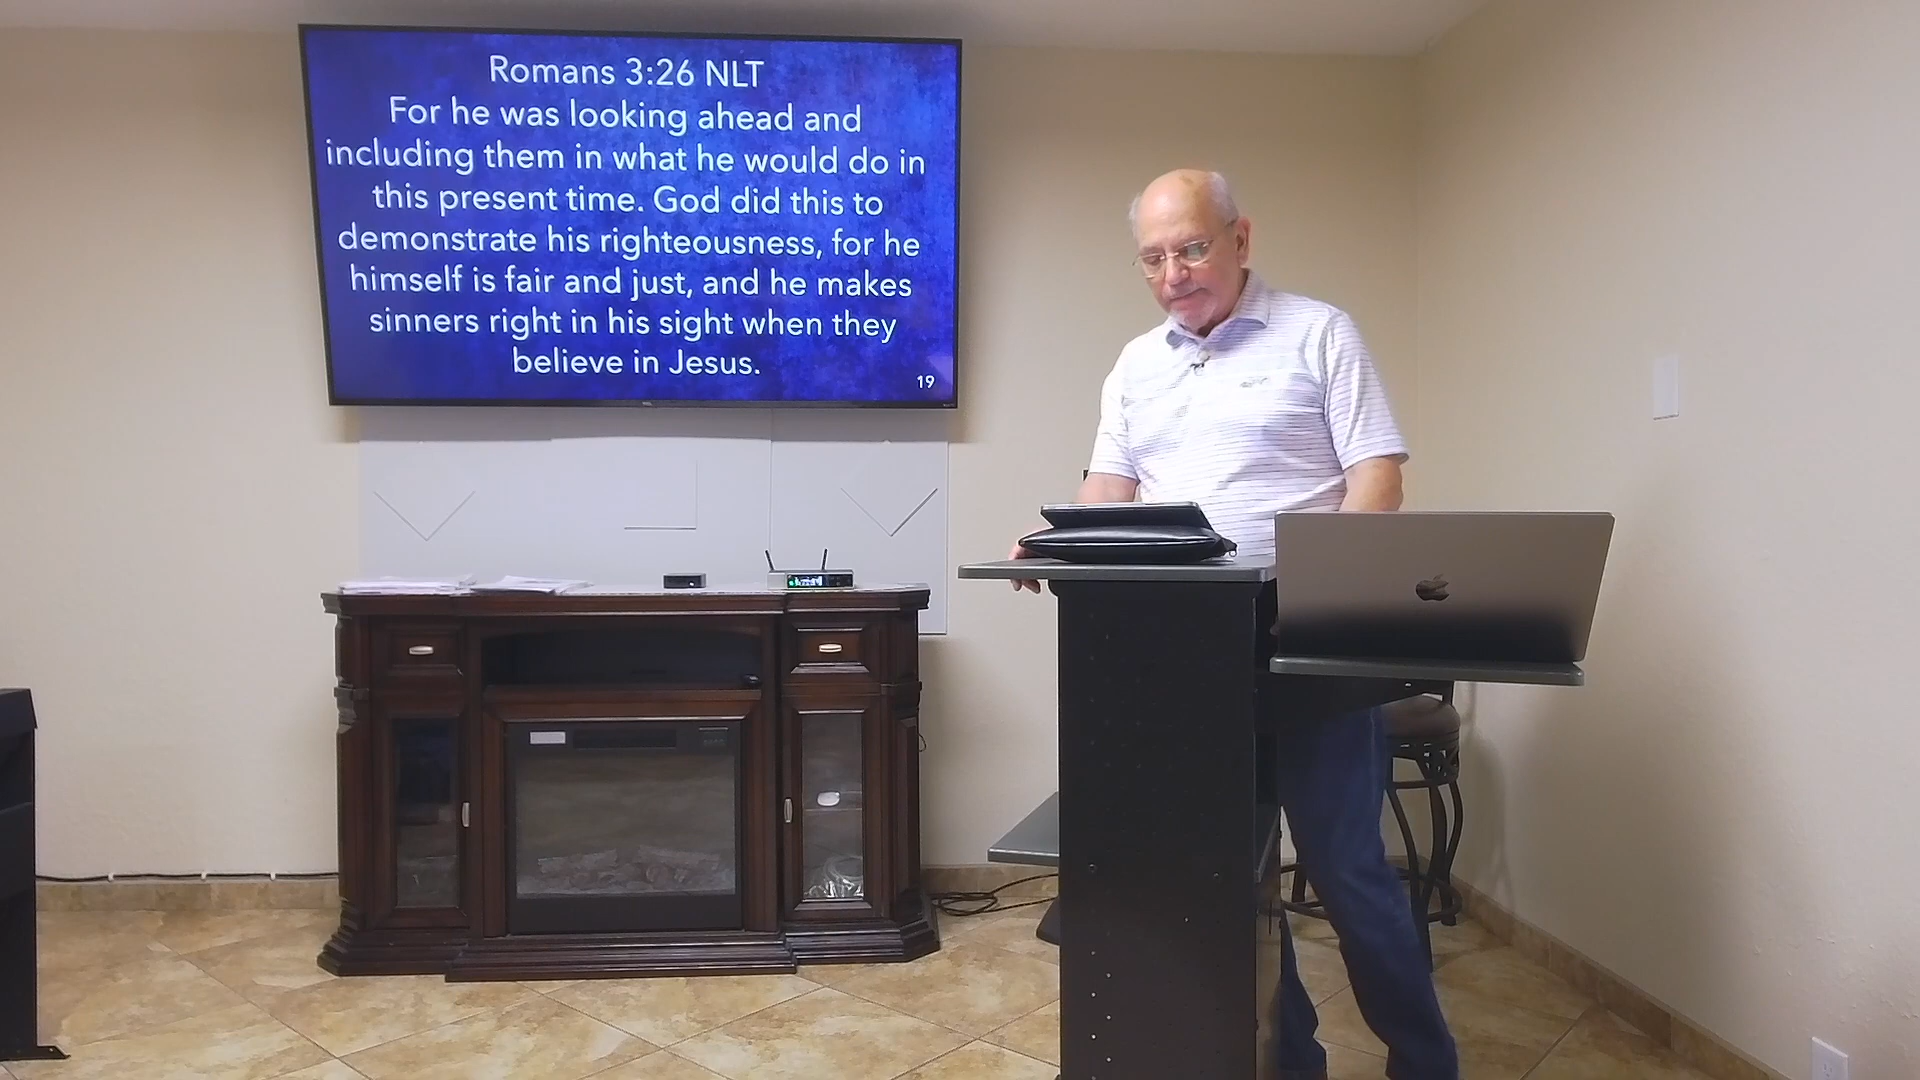 Romans 3:26 NLT
For he was looking ahead and
including them in what he would do in
this present time. God did this to
demonstrate his righteousness, for he
himself is fair and just, and he makes
sinners right in his sight when they
believe in Jesus.
19